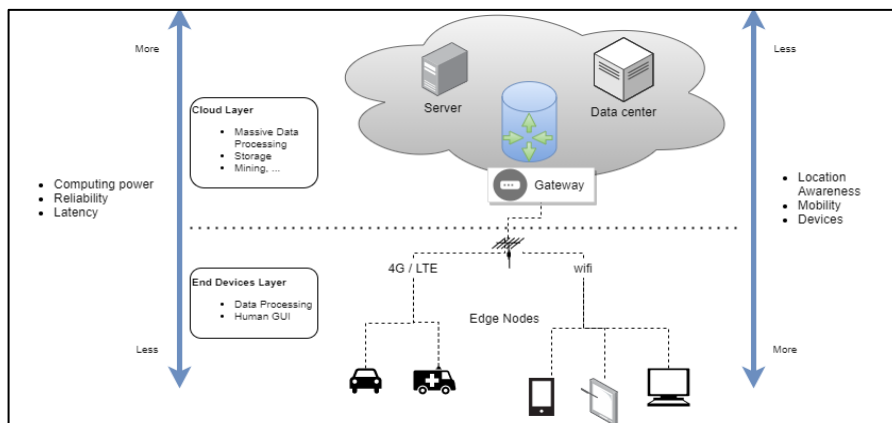 More
Less
Server
Data center
Cloud Layer
Massive Data
Processing
Storage
Mining, ...
Gateway
Computing power
Reliability
Latency
Location
Awareness
Mobility
Devices
4G / LTE
wifi
End Devices Layer
Data Processing
Human GUI
Edge Nodes
Less
More